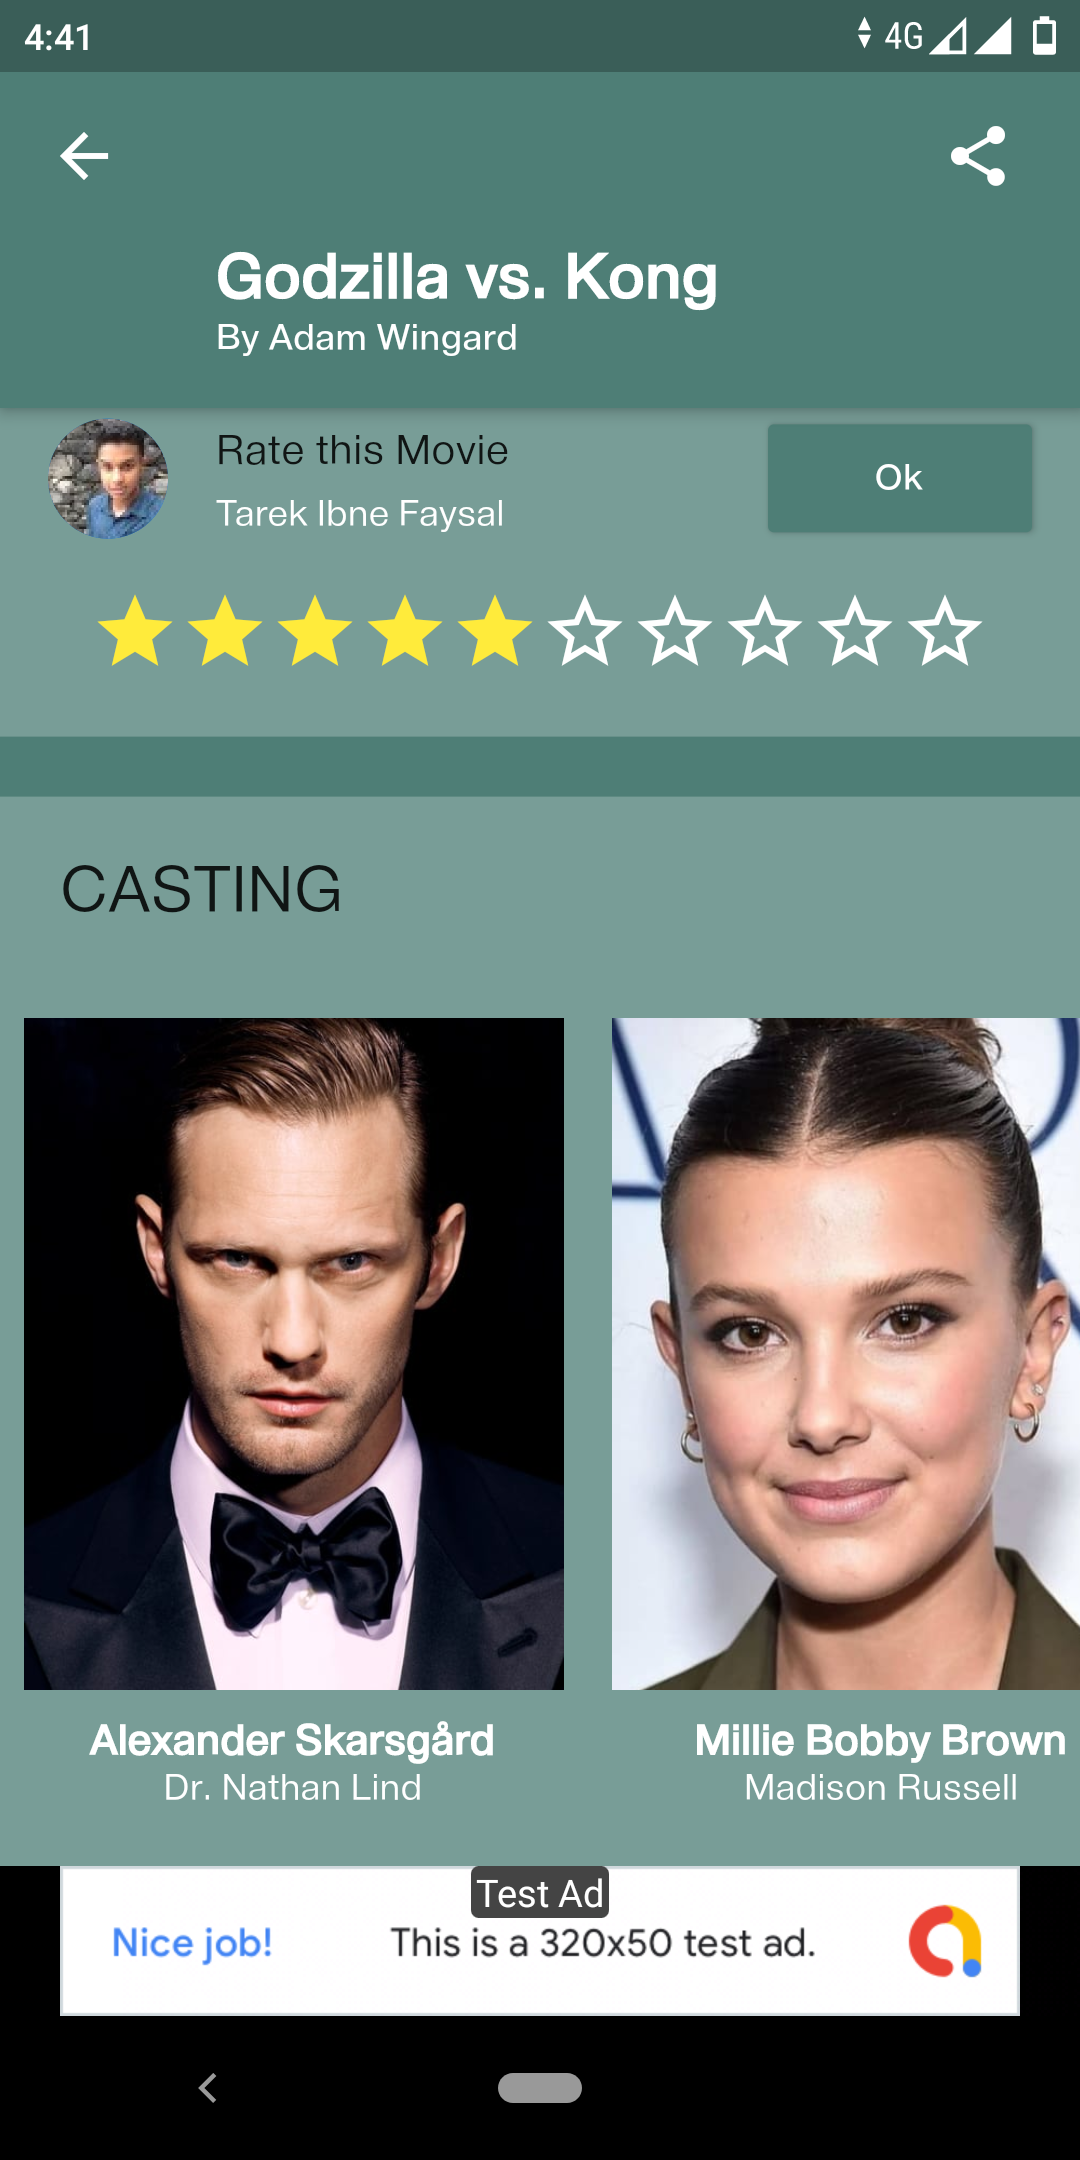 4:41
4G
Godzilla vs. Kong
By Adam Wingard
Rate this Movie
Tarek Ibne Faysal
Ok
CASTING
Alexander Skarsgård
Dr. Nathan Lind
Millie Bobby Brown
Madison Russell
Test Ad
Nice job!
This is a 320x50 test ad.